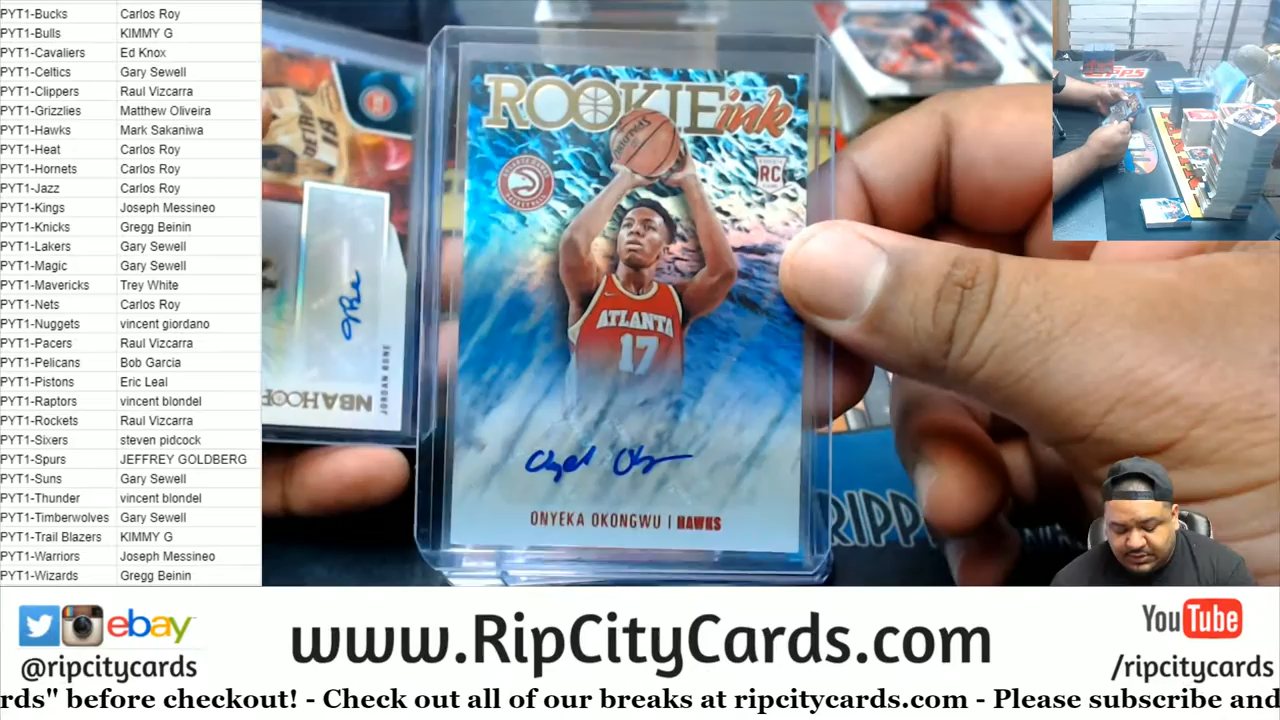 PYT1-Bucks Carlos Roy
PYT1-Bulls KIMMY G
PYT1-Cavaliers Ed Knox
PYT1-Celtics Gary Sewell
PYT1-Clippers Raul Vizcarra
PYT1-Grizzlies Matthew Oliveira
PYT1-Hawks Mark Sakaniwa
PYT1-Heat Carlos Roy
PYT1-Hornets Carlos Roy
PYT1-Jazz Carlos Roy
PYT1-Kings Joseph Messineo
PYT1-Knicks Gregg Beinin
PYT1-Lakers Gary Sewell
PYT1-Magic Gary Sewell
PYT1-Mavericks Trey White
PYT1-Nets Carlos Roy
PYT1-Nuggets vincent giordano
PYT1-Pacers Raul Vizcarra
PYT1-Pelicans Bob Garcia
PYT1-Pistons Eric Leal
PYT1-Raptors vincent blondel
PYT1-Rockets Raul Vizcarra
PYT1-Sixers steven pidcock
PYT1-Spurs JEFFREY GOLDBERG
PYT1-Suns Gary Sewell
PYT1-Thunder vincent blondel
PYT1-Timberwolves Gary Sewell
PYT1-Trail Blazers KIMMY G
PYT1-Warriors Joseph Messineo
PYT1-Wizards Gregg Beinin
JORDAN BONE
ROOKIE ink
RC
ATLANTA
17
ONYEKA OKONGWU | HAWKS
Topps
RIPP
ebay
@ripcitycards
www.RipCityCards.com
YouTube
/ripcitycards
rds" before checkout! - Check out all of our breaks at ripcitycards.com - Please subscribe and